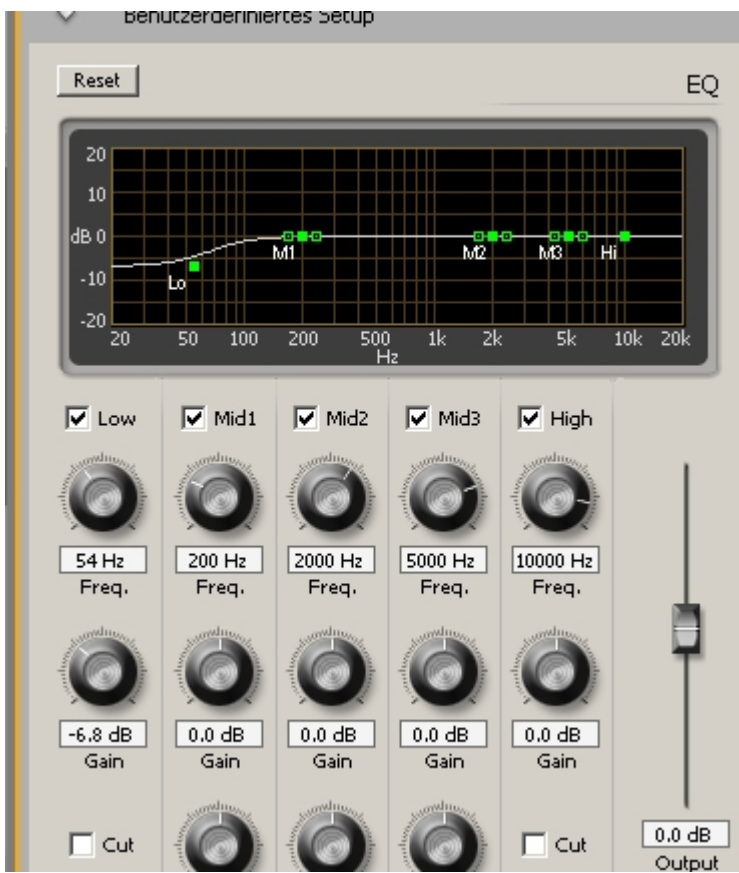 Benutzerdefiniertes Setup
Reset
EQ
20
10
dB 0
-10
-20
Lo
M1
M2
M3
Hi
20 50 100 200 500 1k 2k 5k 10k 20k
Hz
Low Mid1 Mid2 Mid3 High
54 Hz 200 Hz 2000 Hz 5000 Hz 10000 Hz
Freq. Freq. Freq. Freq. Freq.
-6.8 dB 0.0 dB 0.0 dB 0.0 dB 0.0 dB
Gain Gain Gain Gain Gain
Cut Cut
0.0 dB
Output